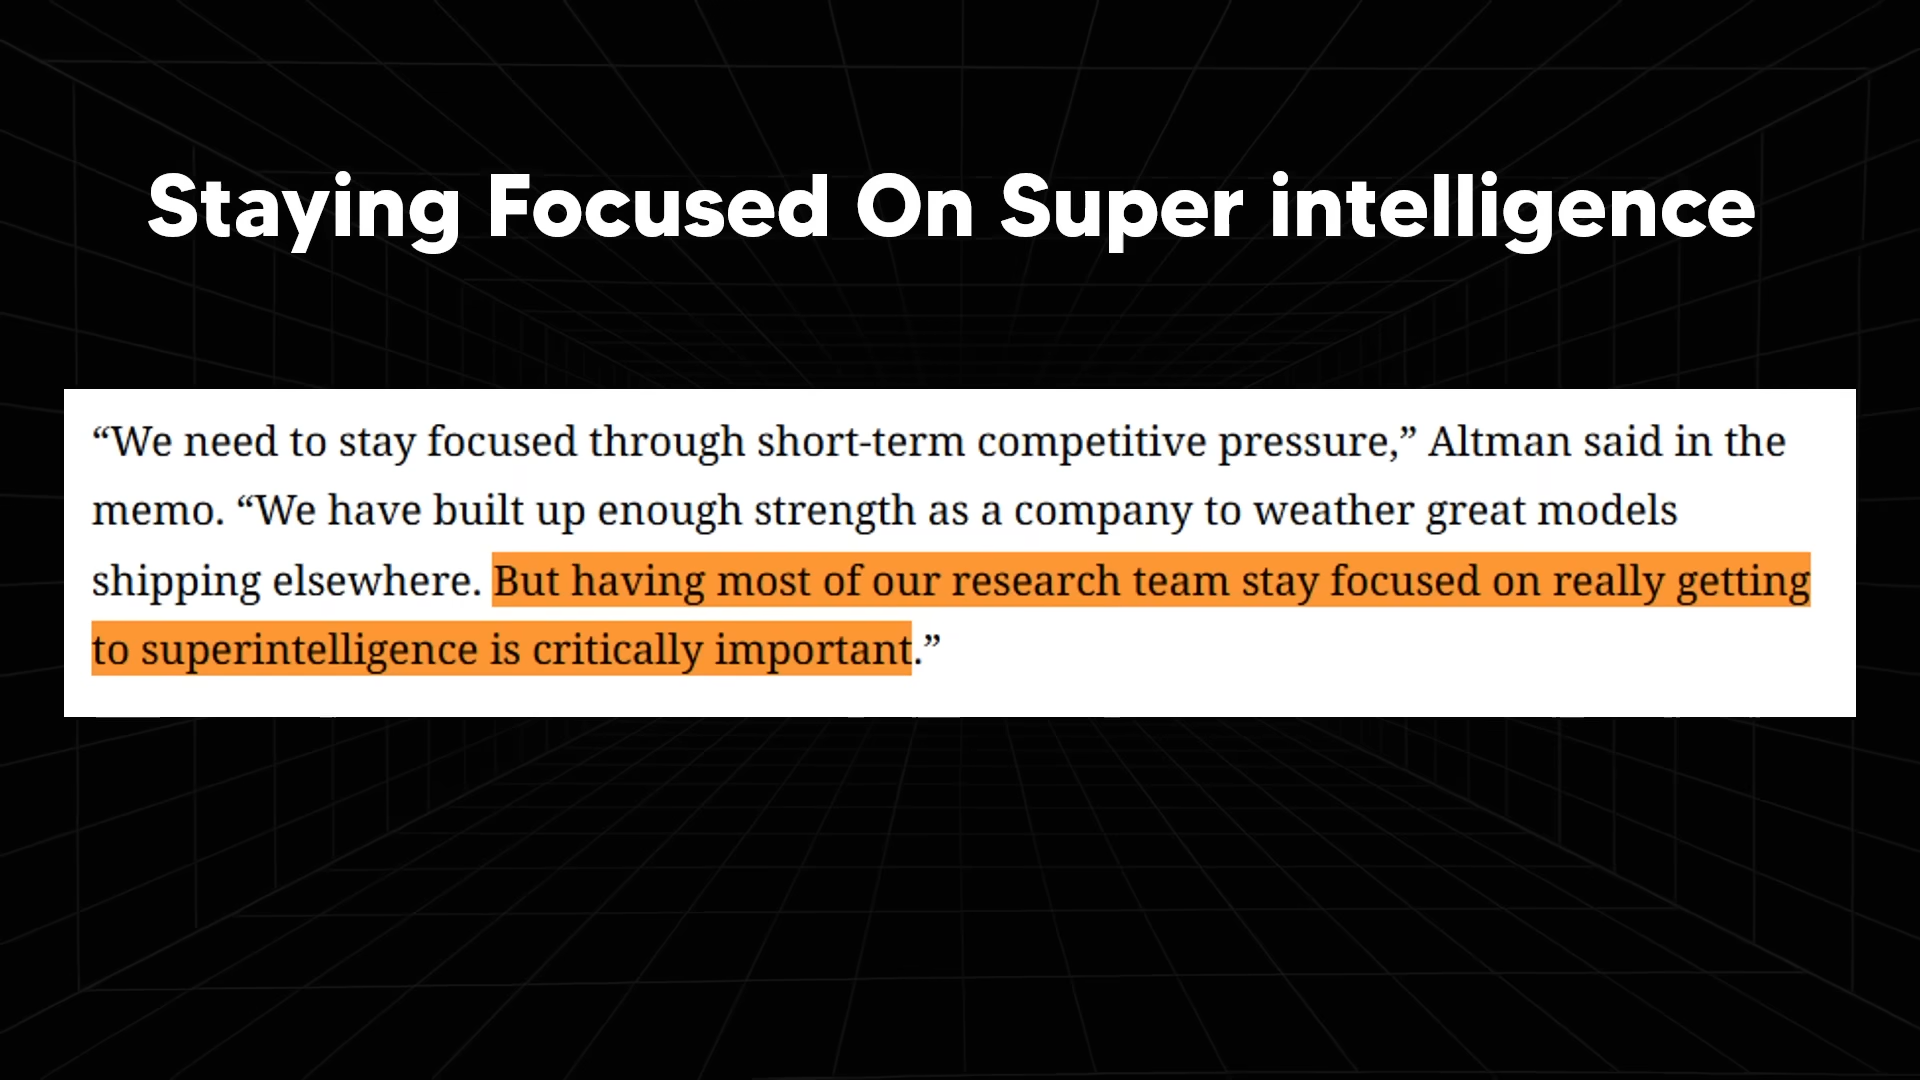 Staying Focused On Super intelligence
“We need to stay focused through short-term competitive pressure,” Altman said in the
memo. “We have built up enough strength as a company to weather great models
shipping elsewhere. But having most of our research team stay focused on really getting
to superintelligence is critically important.”